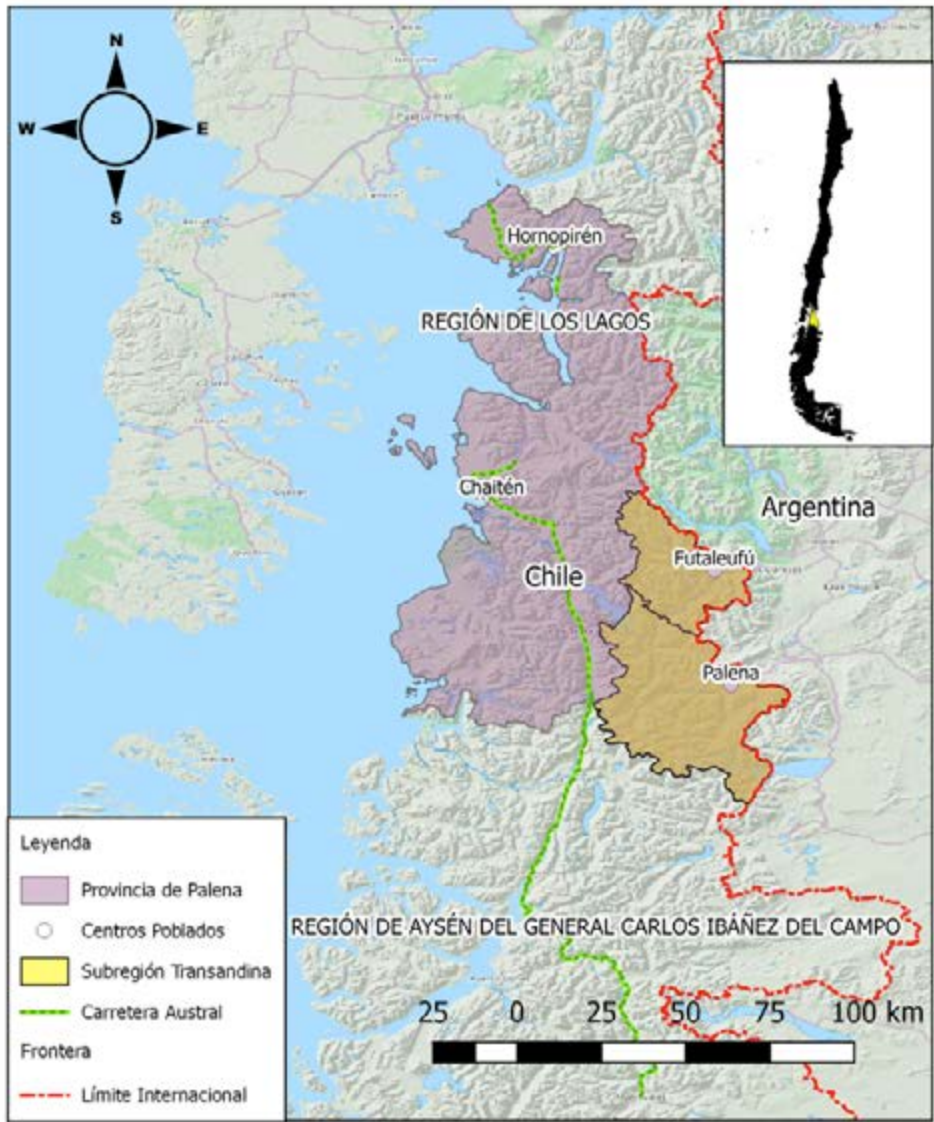 N
W
E
S
Hornopirén
REGIÓN DE LOS LAGOS
Chaitén
Argentina
Futaleufú
Chile
Palena
Leyenda
Provincia de Palena
Centros Poblados
Subregión Transandina
Carretera Austral
Frontera
Límite Internacional
REGIÓN DE AYSÉN DEL GENERAL CARLOS IBÁÑEZ DEL CAMPO
25 0 25 50 75 100 km